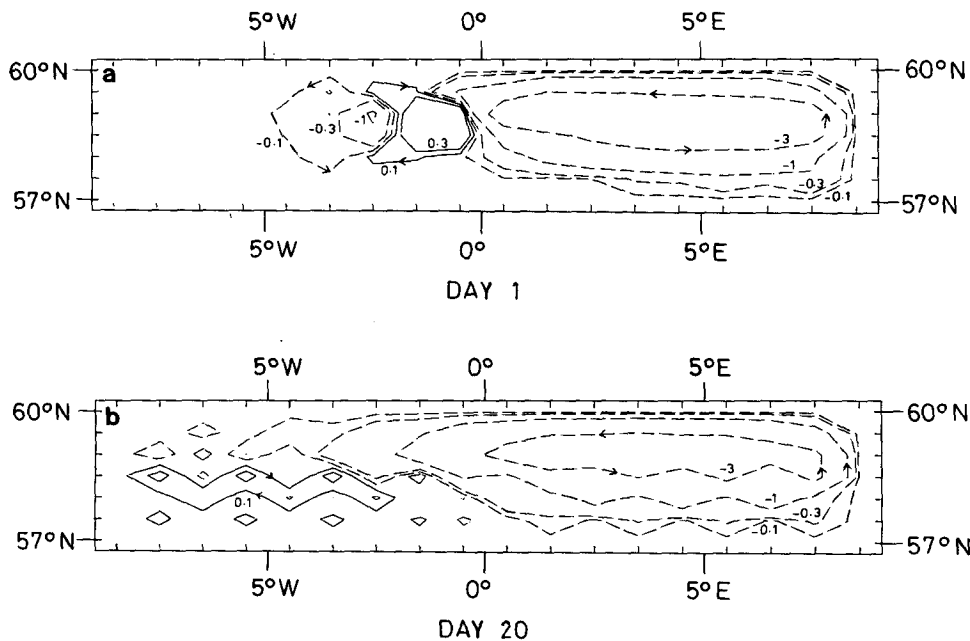 5°W 0° 5°E
60°N a 60°N
-0.1 -0.3 -1 0.3 0.1 -3 -1 -0.3 -0.1
57°N 57°N
5°W 0° 5°E
DAY 1
5°W 0° 5°E
60°N b 60°N
0.1 -3 -1 -0.3 -0.1
57°N 57°N
5°W 0° 5°E
DAY 20